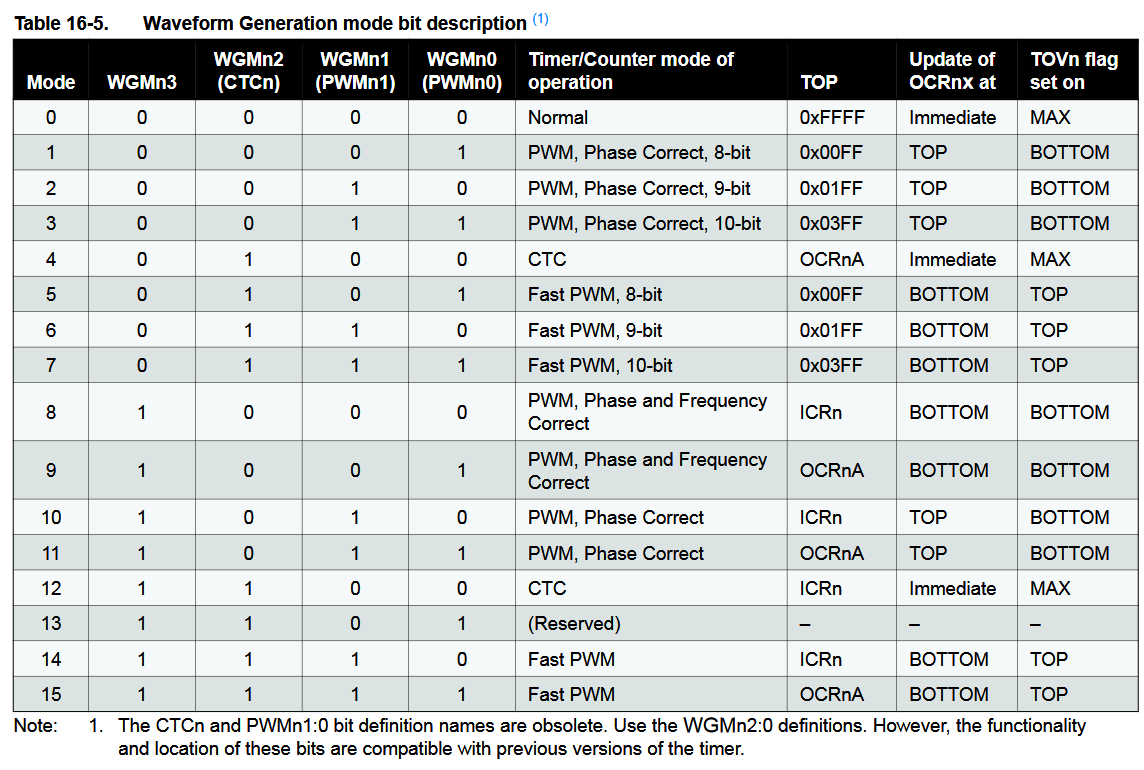 Table 16-5. Waveform Generation mode bit description (1)
Mode WGMn3 WGMn2 (CTCn) WGMn1 (PWMn1) WGMn0 (PWMn0) Timer/Counter mode of operation TOP Update of OCRnx at TOVn flag set on
0 0 0 0 0 Normal 0xFFFF Immediate MAX
1 0 0 0 1 PWM, Phase Correct, 8-bit 0x00FF TOP BOTTOM
2 0 0 1 0 PWM, Phase Correct, 9-bit 0x01FF TOP BOTTOM
3 0 0 1 1 PWM, Phase Correct, 10-bit 0x03FF TOP BOTTOM
4 0 1 0 0 CTC OCRnA Immediate MAX
5 0 1 0 1 Fast PWM, 8-bit 0x00FF BOTTOM TOP
6 0 1 1 0 Fast PWM, 9-bit 0x01FF BOTTOM TOP
7 0 1 1 1 Fast PWM, 10-bit 0x03FF BOTTOM TOP
8 1 0 0 0 PWM, Phase and Frequency Correct ICRn BOTTOM BOTTOM
9 1 0 0 1 PWM, Phase and Frequency Correct OCRnA BOTTOM BOTTOM
10 1 0 1 0 PWM, Phase Correct ICRn TOP BOTTOM
11 1 0 1 1 PWM, Phase Correct OCRnA TOP BOTTOM
12 1 1 0 0 CTC ICRn Immediate MAX
13 1 1 0 1 (Reserved) – – –
14 1 1 1 0 Fast PWM ICRn BOTTOM TOP
15 1 1 1 1 Fast PWM OCRnA BOTTOM TOP
Note: 1. The CTCn and PWMn1:0 bit definition names are obsolete. Use the WGMn2:0 definitions. However, the functionality
and location of these bits are compatible with previous versions of the timer.